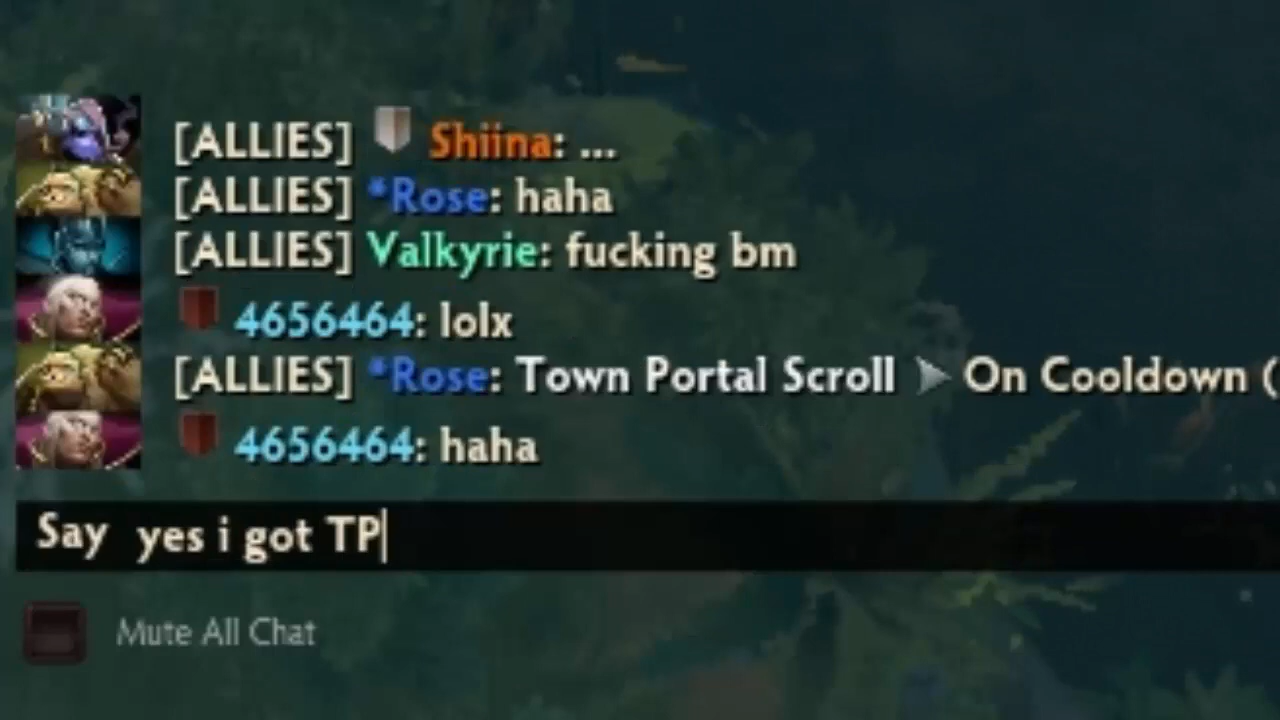 [ALLIES] Shiina: ...
[ALLIES] *Rose: haha
[ALLIES] Valkyrie: fucking bm
4656464: lolx
[ALLIES] *Rose: Town Portal Scroll ➤ On Cooldown (
4656464: haha
Say yes i got TP
Mute All Chat